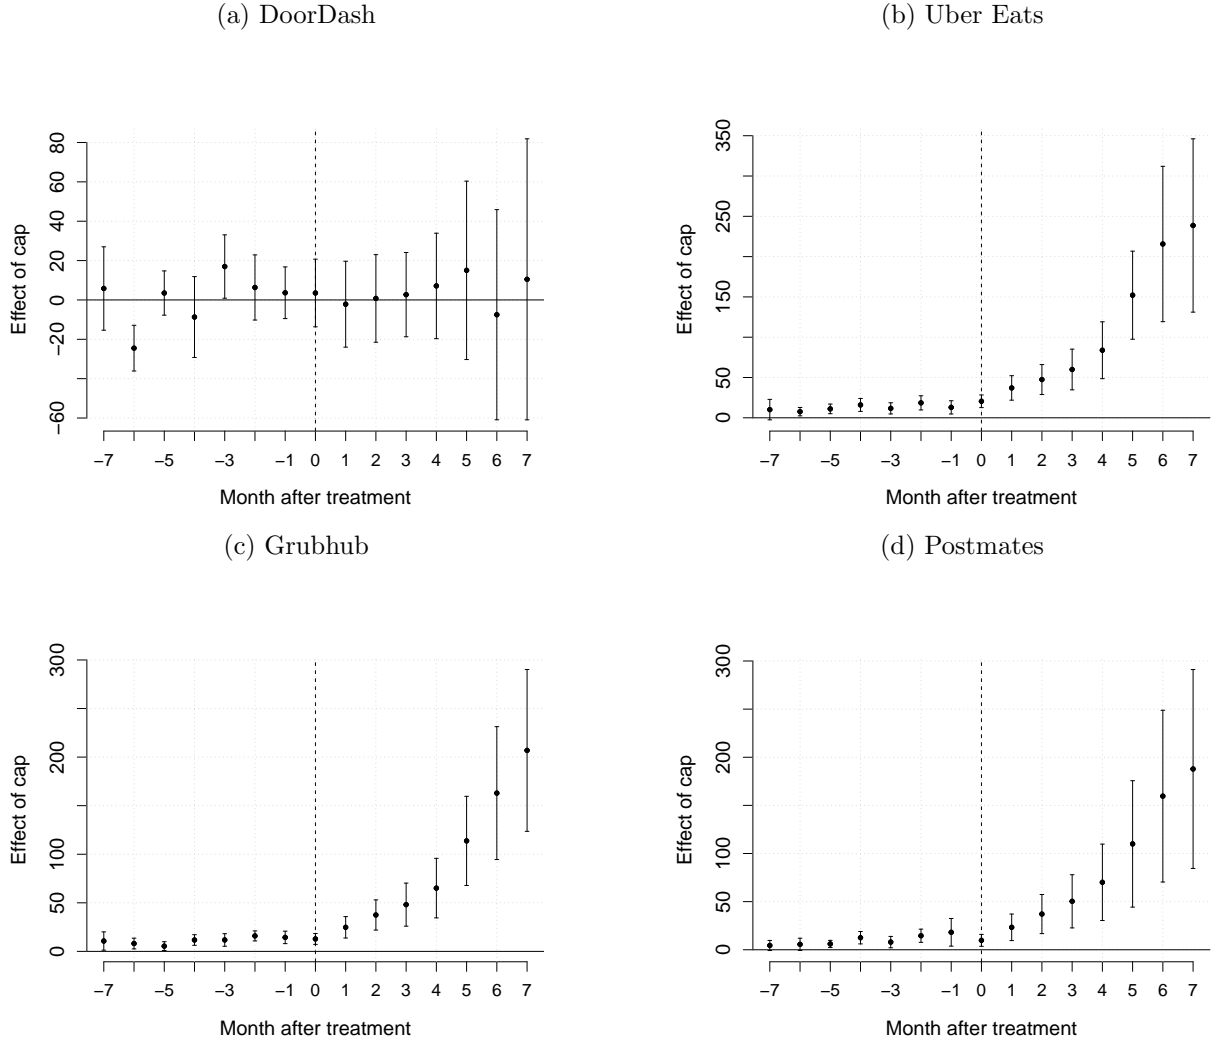 (a) DoorDash
(b) Uber Eats
80
60
40
20
0
−20
−60
Effect of cap
−7 −5 −3 −1 0 1 2 3 4 5 6 7
Month after treatment
350
250
150
50
0
Effect of cap
−7 −5 −3 −1 0 1 2 3 4 5 6 7
Month after treatment
(c) Grubhub
(d) Postmates
300
200
100
50
0
Effect of cap
−7 −5 −3 −1 0 1 2 3 4 5 6 7
Month after treatment
300
200
100
50
0
Effect of cap
−7 −5 −3 −1 0 1 2 3 4 5 6 7
Month after treatment